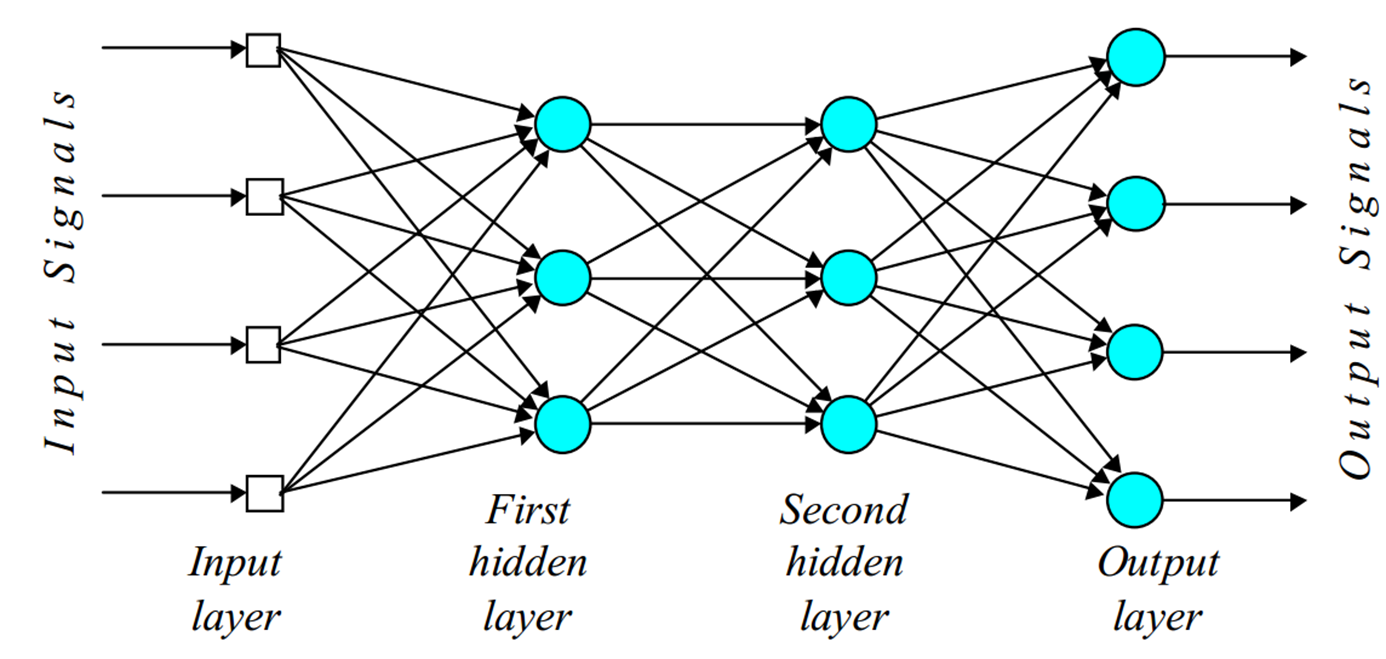 Input Signals
Input
layer
First
hidden
layer
Second
hidden
layer
Output
layer
Output Signals